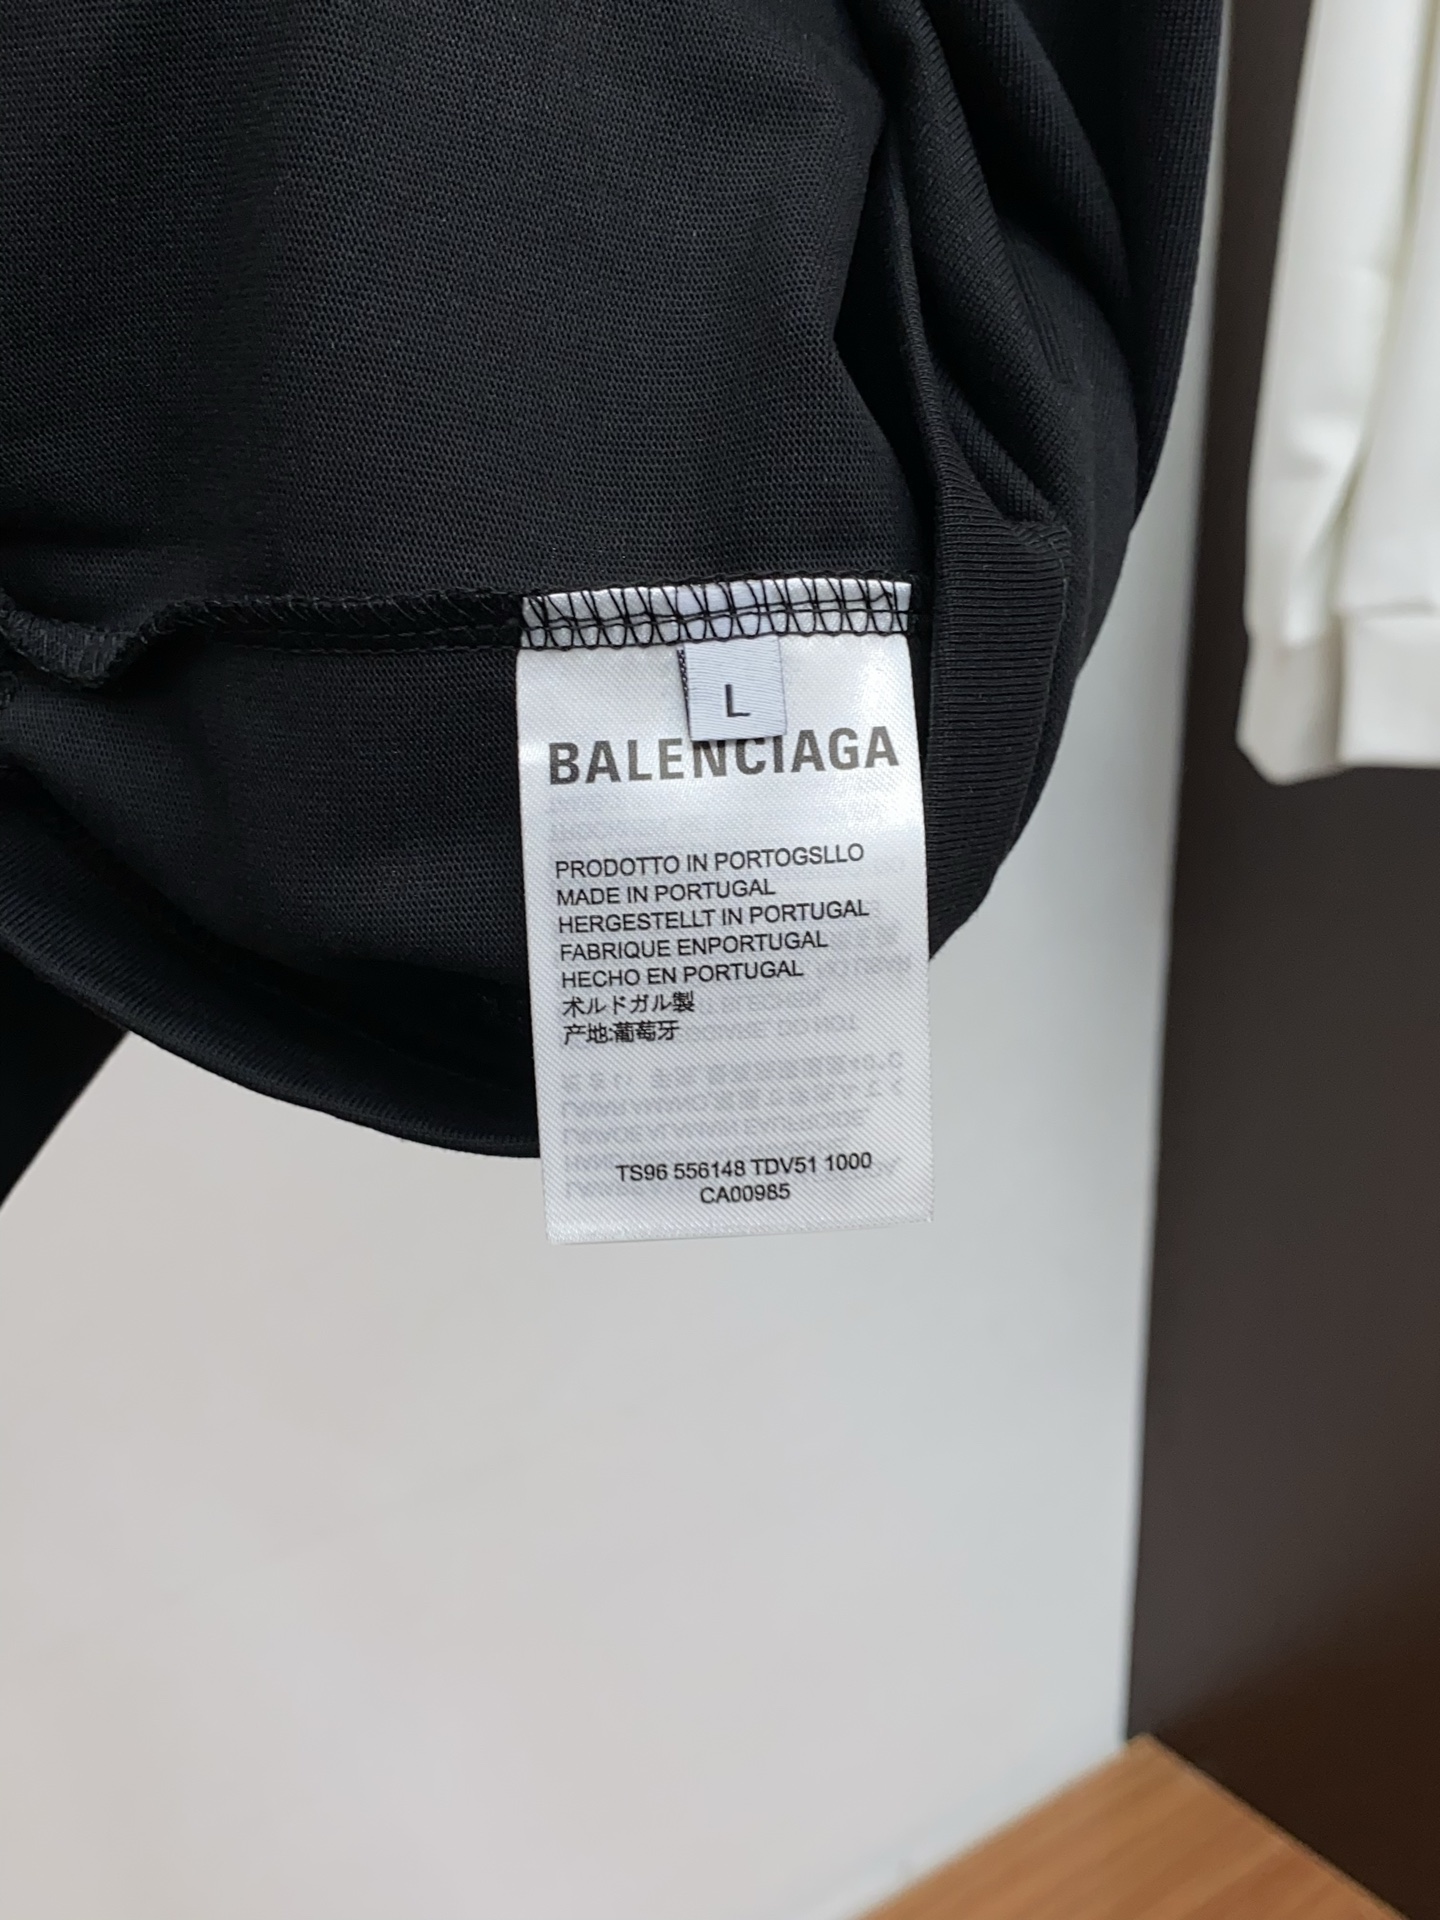 L
BALENCIAGA
PRODOTTO IN PORTOGSLLO
MADE IN PORTUGAL
HERGESTELLT IN PORTUGAL
FABRIQUE ENPORTUGAL
HECHO EN PORTUGAL
术ルドガル製
产地:葡萄牙
TS96 556148 TDV51 1000
CA00985